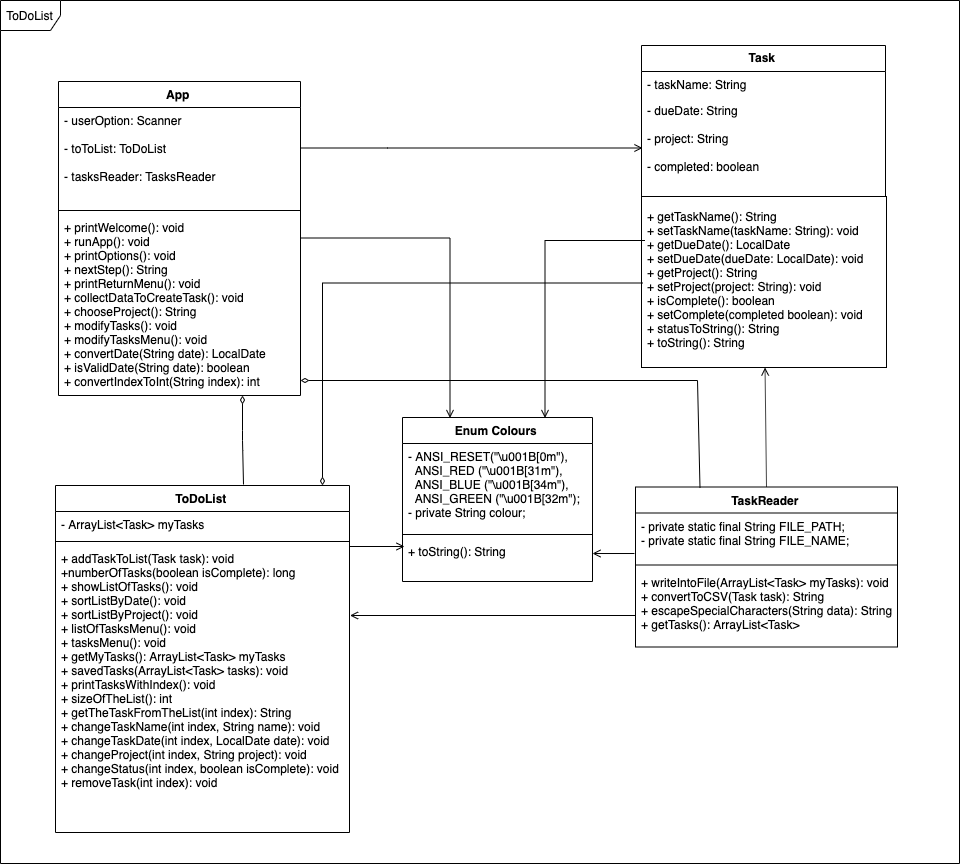 ToDoList
App
- userOption: Scanner
- toToList: ToDoList
- tasksReader: TasksReader
+ printWelcome(): void
+ runApp(): void
+ printOptions(): void
+ nextStep(): String
+ printReturnMenu(): void
+ collectDataToCreateTask(): void
+ chooseProject(): String
+ modifyTasks(): void
+ modifyTasksMenu(): void
+ convertDate(String date): LocalDate
+ isValidDate(String date): boolean
+ convertIndexToInt(String index): int
Task
- taskName: String
- dueDate: String
- project: String
- completed: boolean
+ getTaskName(): String
+ setTaskName(taskName: String): void
+ getDueDate(): LocalDate
+ setDueDate(dueDate: LocalDate): void
+ getProject(): String
+ setProject(project: String): void
+ isComplete(): boolean
+ setComplete(completed boolean): void
+ statusToString(): String
+ toString(): String
Enum Colours
- ANSI_RESET("\u001B[0m"),
ANSI_RED ("\u001B[31m"),
ANSI_BLUE ("\u001B[34m"),
ANSI_GREEN ("\u001B[32m");
- private String colour;
+ toString(): String
ToDoList
- ArrayList<Task> myTasks
+ addTaskToList(Task task): void
+numberOfTasks(boolean isComplete): long
+ showListOfTasks(): void
+ sortListByDate(): void
+ sortListByProject(): void
+ listOfTasksMenu(): void
+ tasksMenu(): void
+ getMyTasks(): ArrayList<Task> myTasks
+ savedTasks(ArrayList<Task> tasks): void
+ printTasksWithIndex(): void
+ sizeOfTheList(): int
+ getTheTaskFromTheList(int index): String
+ changeTaskName(int index, String name): void
+ changeTaskDate(int index, LocalDate date): void
+ changeProject(int index, String project): void
+ changeStatus(int index, boolean isComplete): void
+ removeTask(int index): void
TaskReader
- private static final String FILE_PATH;
- private static final String FILE_NAME;
+ writeIntoFile(ArrayList<Task> myTasks): void
+ convertToCSV(Task task): String
+ escapeSpecialCharacters(String data): String
+ getTasks(): ArrayList<Task>